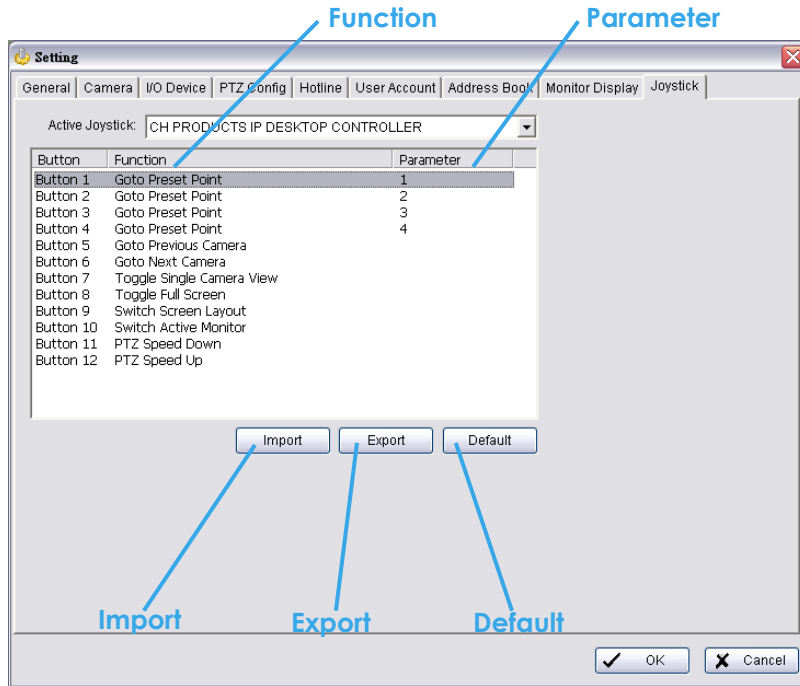 Function Parameter
Setting
General Camera I/O Device PTZ Config Hotline User Account Address Book Monitor Display Joystick
Active Joystick: CH PRODUCTS IP DESKTOP CONTROLLER
Button Function Parameter
Button 1 Goto Preset Point 1
Button 2 Goto Preset Point 2
Button 3 Goto Preset Point 3
Button 4 Goto Preset Point 4
Button 5 Goto Previous Camera
Button 6 Goto Next Camera
Button 7 Toggle Single Camera View
Button 8 Toggle Full Screen
Button 9 Switch Screen Layout
Button 10 Switch Active Monitor
Button 11 PTZ Speed Down
Button 12 PTZ Speed Up
Import Export Default
Import Export Default
OK Cancel